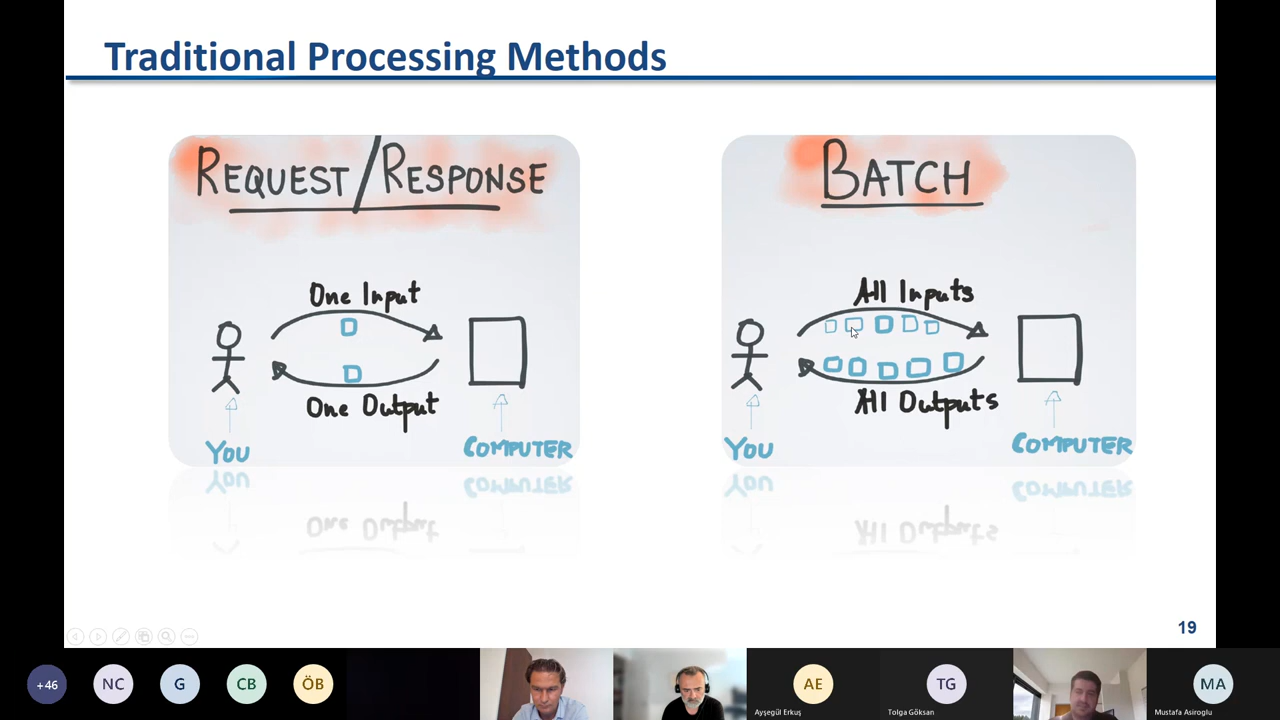 Traditional Processing Methods
REQUEST/RESPONSE
One Input
One Output
YOU
COMPUTER
BATCH
All Inputs
All Outputs
YOU
COMPUTER
19
+46
NC
G
CB
ÖB
AE
Ayşegül Erkuş
TG
Tolga Göksan
MA
Mustafa Asiroglu